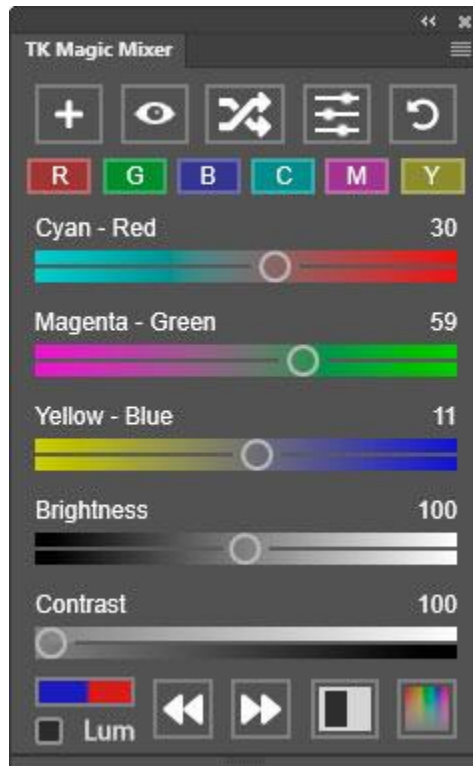 TK Magic Mixer
R G B C M Y
Cyan - Red 30
Magenta - Green 59
Yellow - Blue 11
Brightness 100
Contrast 100
Lum